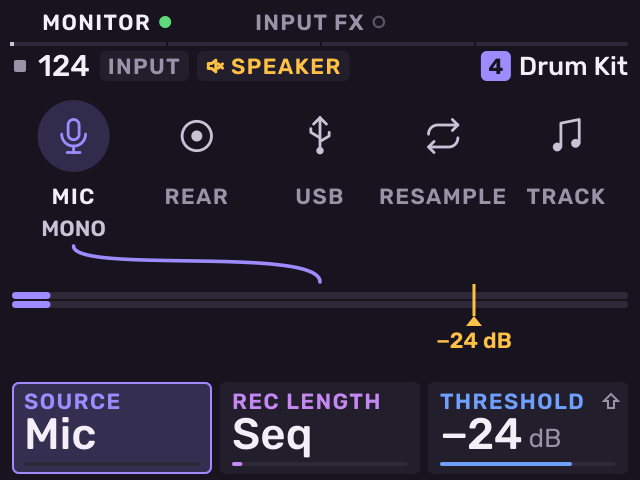 MONITOR INPUT FX
124 INPUT SPEAKER 4 Drum Kit
MIC REAR USB RESAMPLE TRACK
MONO
−24 dB
SOURCE REC LENGTH THRESHOLD
Mic Seq −24 dB